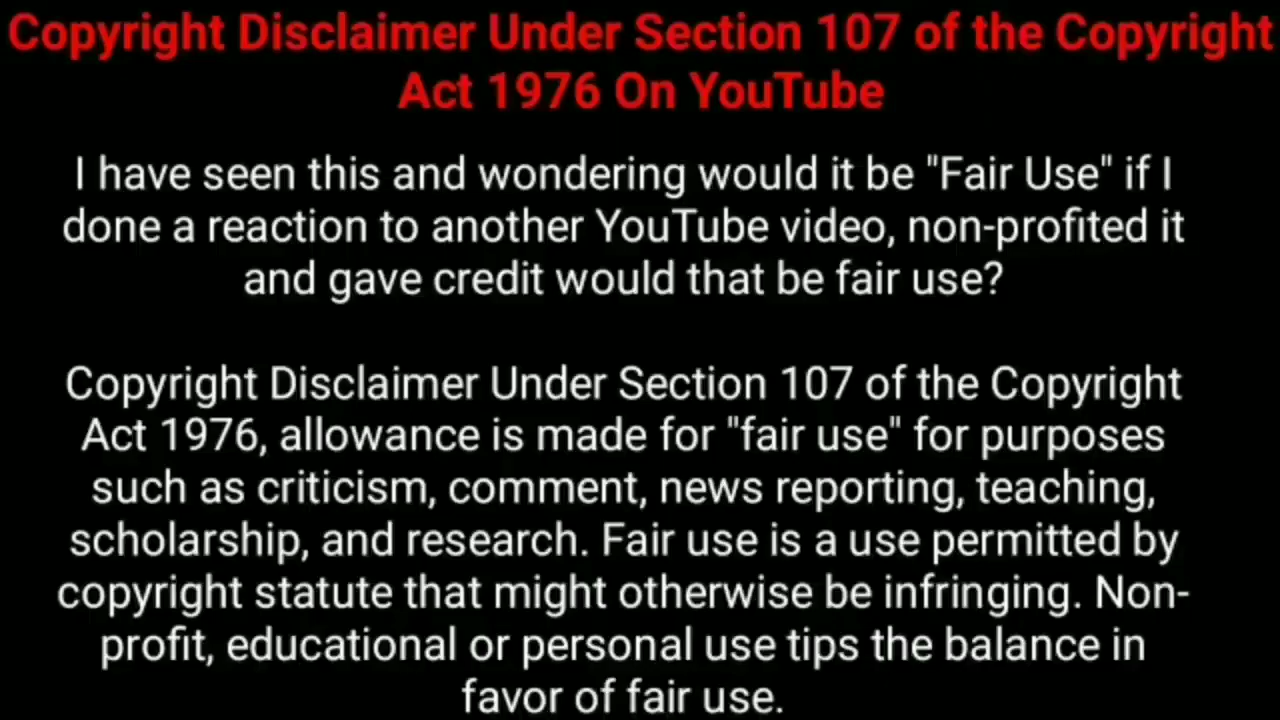 Copyright Disclaimer Under Section 107 of the Copyright
Act 1976 On YouTube
I have seen this and wondering would it be "Fair Use" if I
done a reaction to another YouTube video, non-profited it
and gave credit would that be fair use?
Copyright Disclaimer Under Section 107 of the Copyright
Act 1976, allowance is made for "fair use" for purposes
such as criticism, comment, news reporting, teaching,
scholarship, and research. Fair use is a use permitted by
copyright statute that might otherwise be infringing. Non-
profit, educational or personal use tips the balance in
favor of fair use.